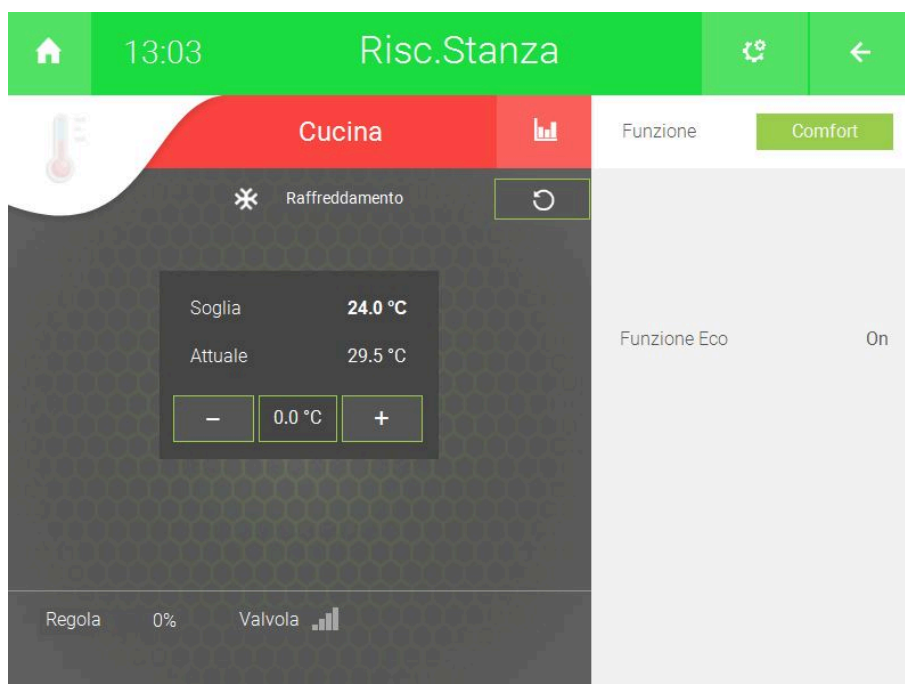 13:03 Risc.Stanza
Cucina
Funzione Comfort
Raffreddamento
Soglia 24.0 °C
Attuale 29.5 °C
Funzione Eco On
– 0.0 °C +
Regola 0% Valvola